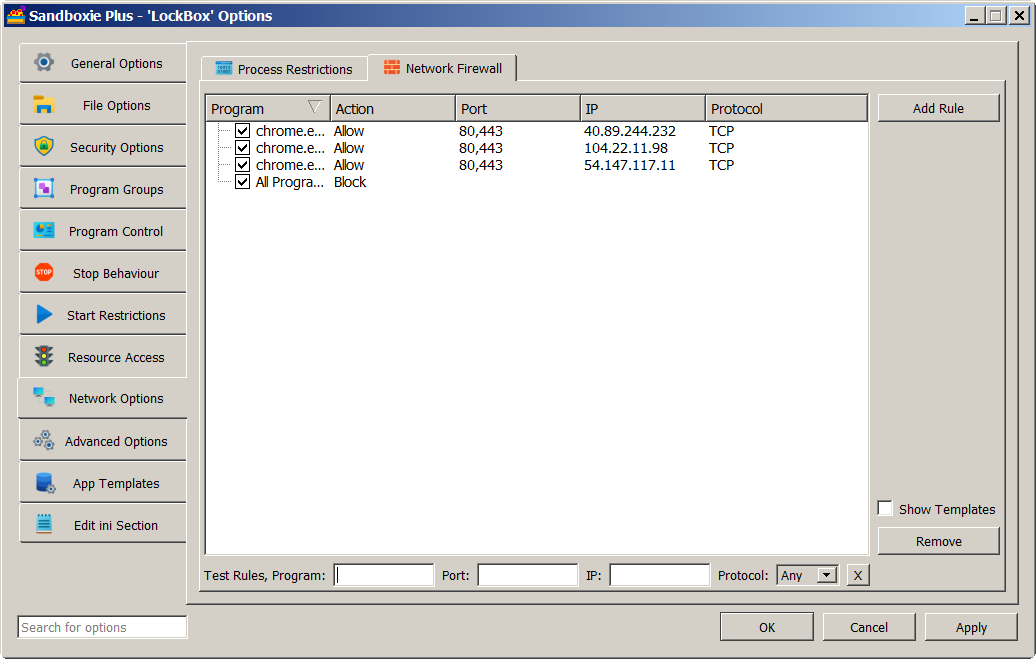 Sandboxie Plus - 'LockBox' Options
General Options
File Options
Security Options
Program Groups
Program Control
STOP
Stop Behaviour
Start Restrictions
Resource Access
Network Options
Advanced Options
App Templates
Edit ini Section
Search for options
Process Restrictions
Network Firewall
Program Action Port IP Protocol
chrome.e... Allow 80,443 40.89.244.232 TCP
chrome.e... Allow 80,443 104.22.11.98 TCP
chrome.e... Allow 80,443 54.147.117.11 TCP
All Progra... Block
Add Rule
Show Templates
Remove
Test Rules, Program: Port: IP: Protocol: Any X
OK Cancel Apply